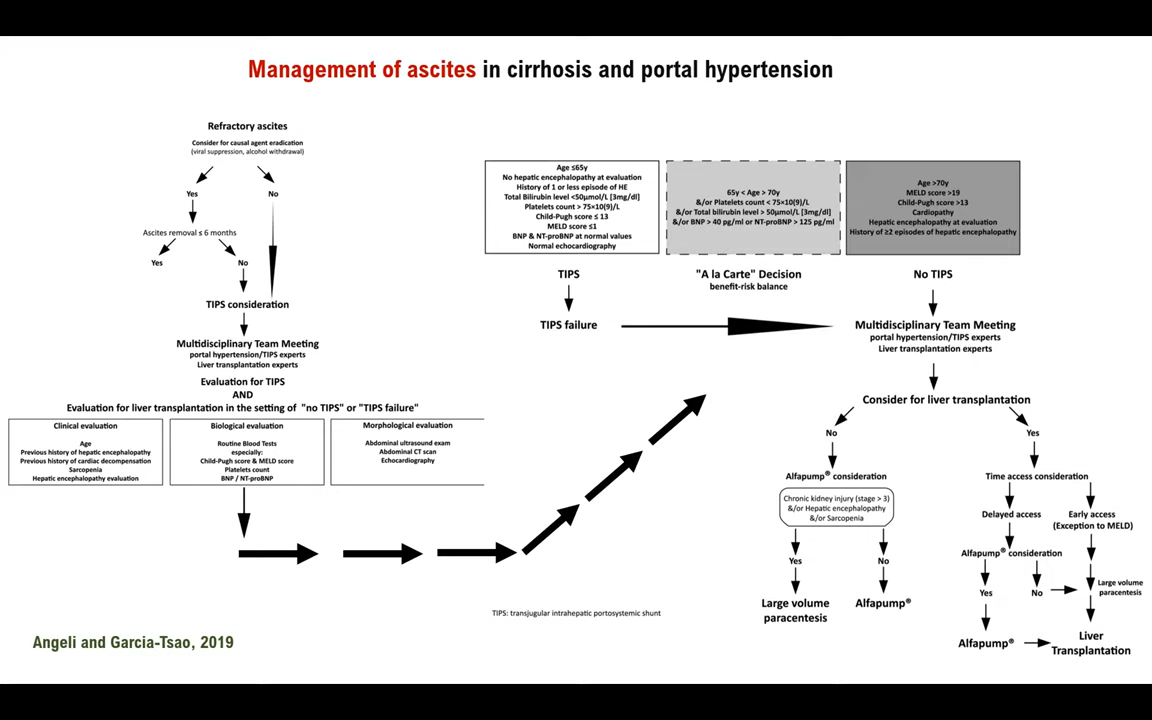 Management of ascites in cirrhosis and portal hypertension
Refractory ascites
Consider for causal agent eradication
(viral suppression, alcohol withdrawal)
Yes
No
Ascites removal ≤ 6 months
Yes
No
TIPS consideration
Multidisciplinary Team Meeting
portal hypertension/TIPS experts
Liver transplantation experts
Evaluation for TIPS
AND
Evaluation for liver transplantation in the setting of "no TIPS" or "TIPS failure"
Clinical evaluation
Age
Previous history of hepatic encephalopathy
Previous history of cardiac decompensation
Sarcopenia
Hepatic encephalopathy evaluation
Biological evaluation
Routine Blood Tests
especially:
Child-Pugh score & MELD score
Platelets count
BNP / NT-proBNP
Morphological evaluation
Abdominal ultrasound exam
Abdominal CT scan
Echocardiography
Age ≤65y
No hepatic encephalopathy at evaluation
History of 1 or less episode of HE
Total Bilirubin level <50µmol/L [3mg/dl]
Platelets count > 75×10(9)/L
Child-Pugh score ≤ 13
MELD score ≤1
BNP & NT-proBNP at normal values
Normal echocardiography
TIPS
TIPS failure
65y < Age > 70y
&/or Platelets count < 75×10(9)/L
&/or Total bilirubin level > 50µmol/L [3mg/dl]
&/or BNP > 40 pg/ml or NT-proBNP > 125 pg/ml
"A la Carte" Decision
benefit-risk balance
Age >70y
MELD score >19
Child-Pugh score >13
Cardiopathy
Hepatic encephalopathy at evaluation
History of ≥2 episodes of hepatic encephalopathy
No TIPS
Multidisciplinary Team Meeting
portal hypertension/TIPS experts
Liver transplantation experts
Consider for liver transplantation
No
Yes
Alfapump® consideration
Chronic kidney injury (stage > 3)
&/or Hepatic encephalopathy
&/or Sarcopenia
Yes
No
Large volume
paracentesis
Alfapump®
Time access consideration
Delayed access
Early access
(Exception to MELD)
Alfapump® consideration
Yes
No
Large volume
paracentesis
Alfapump®
Liver
Transplantation
TIPS: transjugular intrahepatic portosystemic shunt
Angeli and Garcia-Tsao, 2019